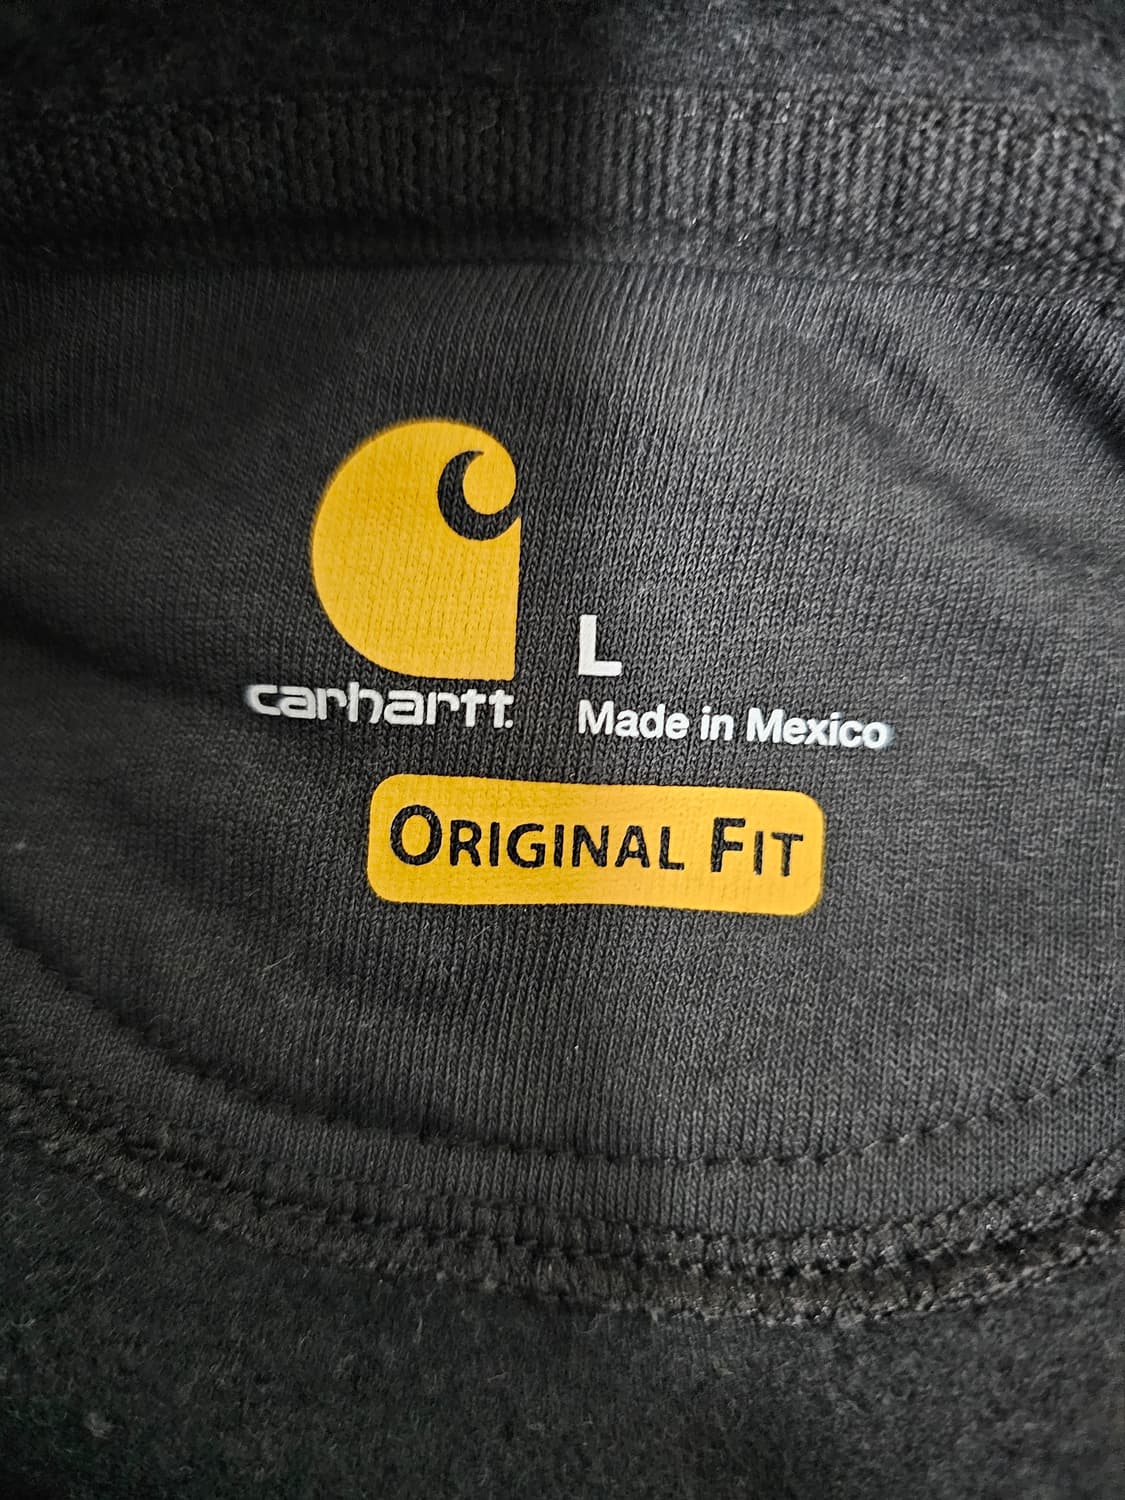 L
carhartt.
Made in Mexico
ORIGINAL FIT